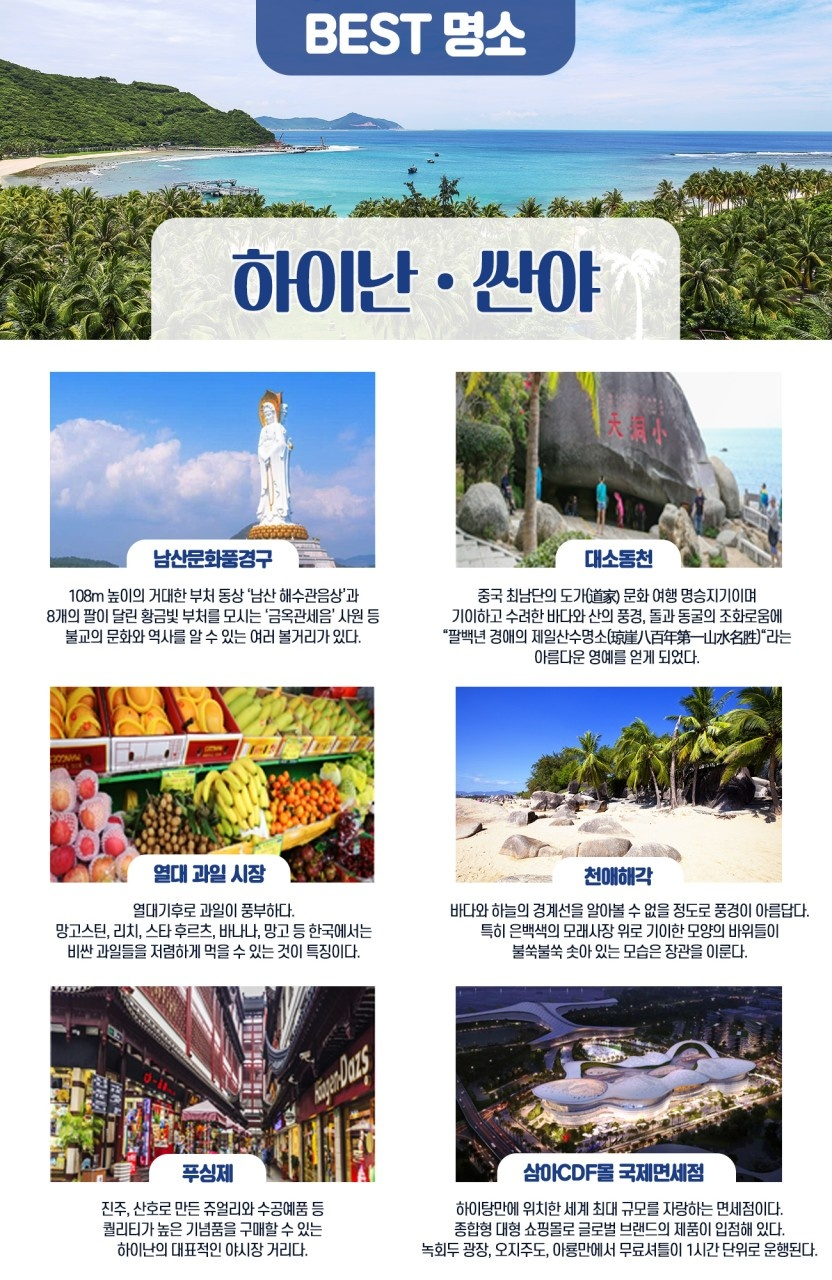 BEST 명소
하이난 · 싼야
天洞小
남산문화풍경구
108m 높이의 거대한 부처 동상 '남산 해수관음상'과
8개의 팔이 달린 황금빛 부처를 모시는 '금옥관세음' 사원 등
불교의 문화와 역사를 알 수 있는 여러 볼거리가 있다.
대소동천
중국 최남단의 도가(道家) 문화 여행 명승지기이며
기이하고 수려한 바다와 산의 풍경, 돌과 동굴의 조화로움에
“팔백년 경애의 제일산수명소(琼崖八百年第一山水名胜)“라는
아름다운 영예를 얻게 되었다.
열대 과일 시장
열대기후로 과일이 풍부하다.
망고스틴, 리치, 스타 후르츠, 바나나, 망고 등 한국에서는
비싼 과일들을 저렴하게 먹을 수 있는 것이 특징이다.
천애해각
바다와 하늘의 경계선을 알아볼 수 없을 정도로 풍경이 아름답다.
특히 은백색의 모래사장 위로 기이한 모양의 바위들이
불쑥불쑥 솟아 있는 모습은 장관을 이룬다.
Häagen-Dazs
푸싱제
진주, 산호로 만든 쥬얼리와 수공예품 등
퀄리티가 높은 기념품을 구매할 수 있는
하이난의 대표적인 야시장 거리다.
삼아CDF몰 국제면세점
하이탕만에 위치한 세계 최대 규모를 자랑하는 면세점이다.
종합형 대형 쇼핑몰로 글로벌 브랜드의 제품이 입점해 있다.
녹회두 광장, 오지주도, 아룡만에서 무료셔틀이 1시간 단위로 운행된다.